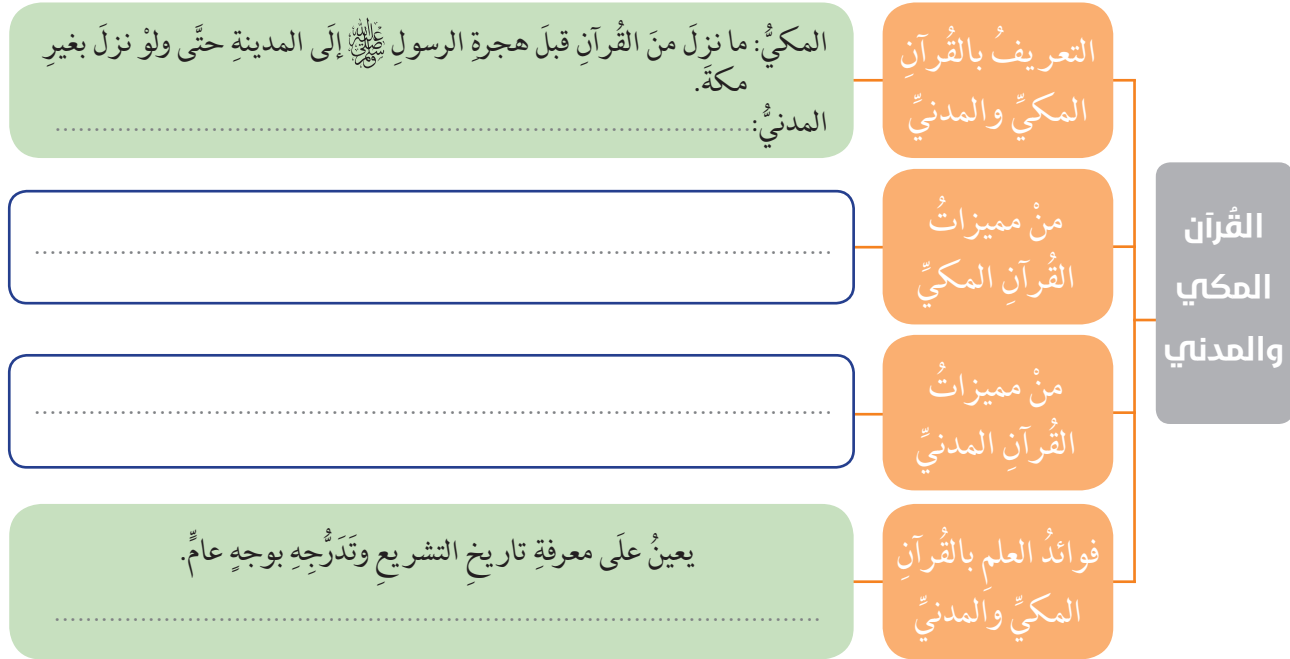 القُرآن
المكي
والمدني
التعريفُ بالقُرآنِ
المكيِّ والمدنيِّ
المكيُّ: ما نزلَ منَ القُرآنِ قبلَ هجرةِ الرسولِ ﷺ إلَى المدينةِ حتَّى ولوْ نزلَ بغيرِ
مكةَ.
المدنيُّ:........................................................................................
منْ مميزاتُ
القُرآنِ المكيِّ
........................................................................................
منْ مميزاتُ
القُرآنِ المدنيِّ
........................................................................................
فوائدُ العلمِ بالقُرآنِ
المكيِّ والمدنيِّ
يعينُ علَى معرفةِ تاريخِ التشريعِ وتَدَرُّجِهِ بوجهٍ عامٍّ.
........................................................................................